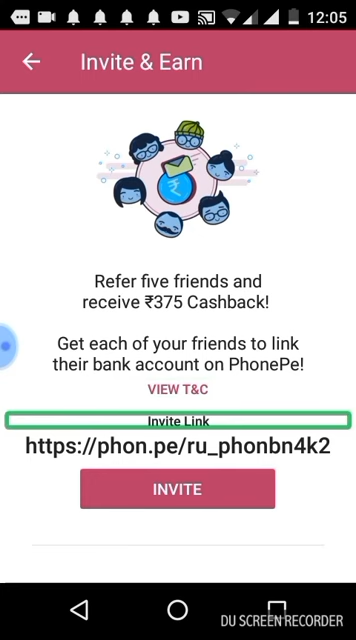 12:05
Invite & Earn
₹
Refer five friends and
receive ₹375 Cashback!
Get each of your friends to link
their bank account on PhonePe!
VIEW T&C
Invite Link
https://phon.pe/ru_phonbn4k2
INVITE
DU SCREEN RECORDER